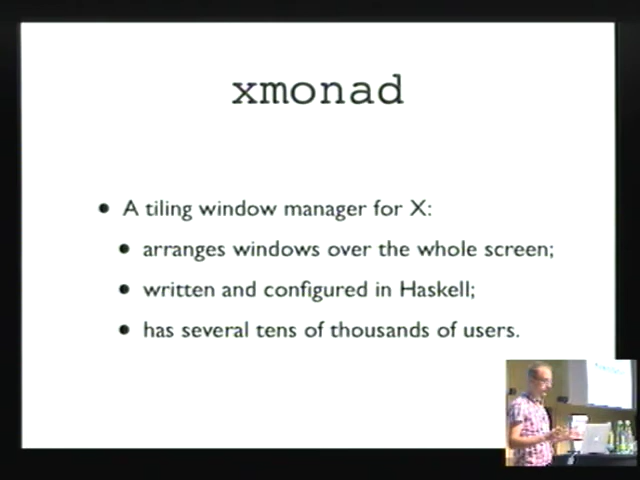 xmonad
• A tiling window manager for X:
• arranges windows over the whole screen;
• written and configured in Haskell;
• has several tens of thousands of users.